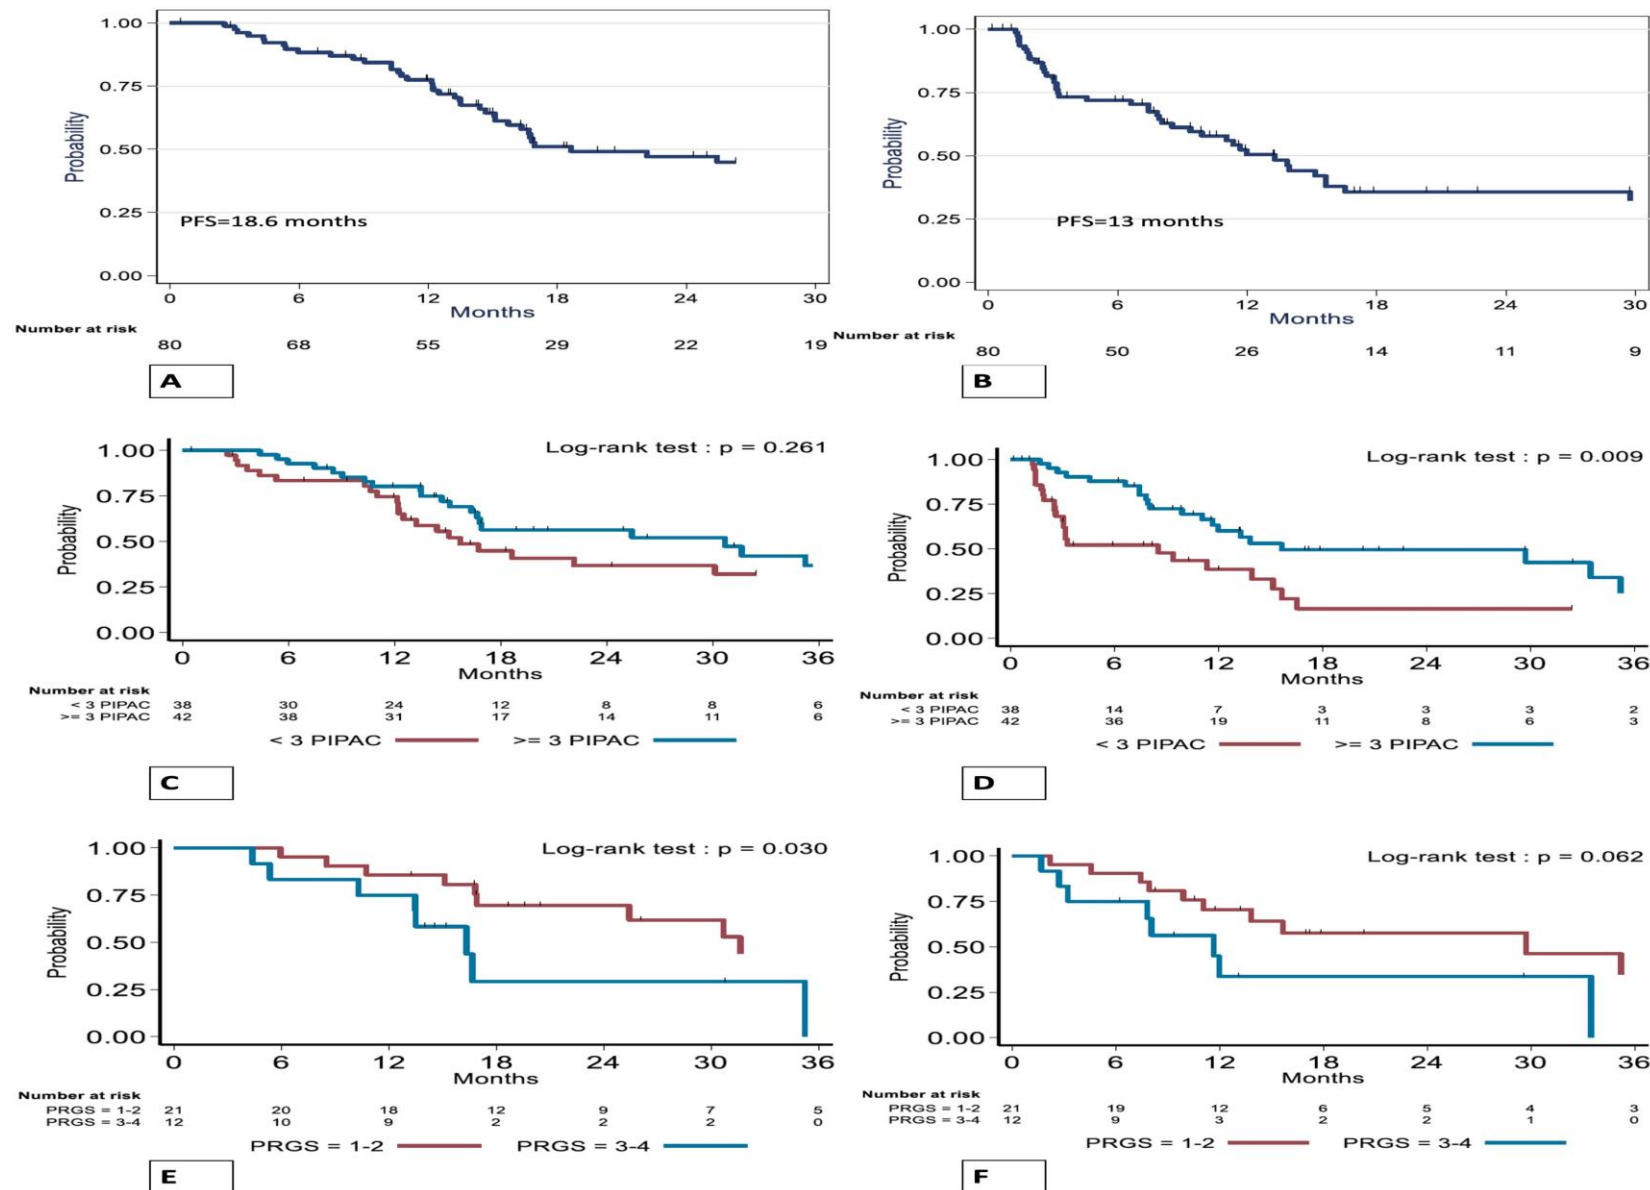 1.00
0.75
0.50
0.25
0.00
Probability
PFS=18.6 months
0 6 12 18 24 30
Months
Number at risk
80 68 55 29 22 19
A
1.00
0.75
0.50
0.25
0.00
Probability
PFS=13 months
0 6 12 18 24 30
Months
Number at risk
80 50 26 14 11 9
B
Log-rank test : p = 0.261
1.00
0.75
0.50
0.25
0.00
Probability
0 6 12 18 24 30 36
Months
Number at risk
< 3 PIPAC 38 30 24 12 8 8 6
>= 3 PIPAC 42 38 31 17 14 11 6
< 3 PIPAC >= 3 PIPAC
C
Log-rank test : p = 0.009
1.00
0.75
0.50
0.25
0.00
Probability
0 6 12 18 24 30 36
Months
Number at risk
< 3 PIPAC 38 14 7 3 3 3 2
>= 3 PIPAC 42 36 19 11 8 6 3
< 3 PIPAC >= 3 PIPAC
D
Log-rank test : p = 0.030
1.00
0.75
0.50
0.25
0.00
Probability
0 6 12 18 24 30 36
Months
Number at risk
PRGS = 1-2 21 20 18 12 9 7 5
PRGS = 3-4 12 10 9 2 2 2 0
PRGS = 1-2 PRGS = 3-4
E
Log-rank test : p = 0.062
1.00
0.75
0.50
0.25
0.00
Probability
0 6 12 18 24 30 36
Months
Number at risk
PRGS = 1-2 21 19 12 6 5 4 3
PRGS = 3-4 12 9 3 2 2 1 0
PRGS = 1-2 PRGS = 3-4
F